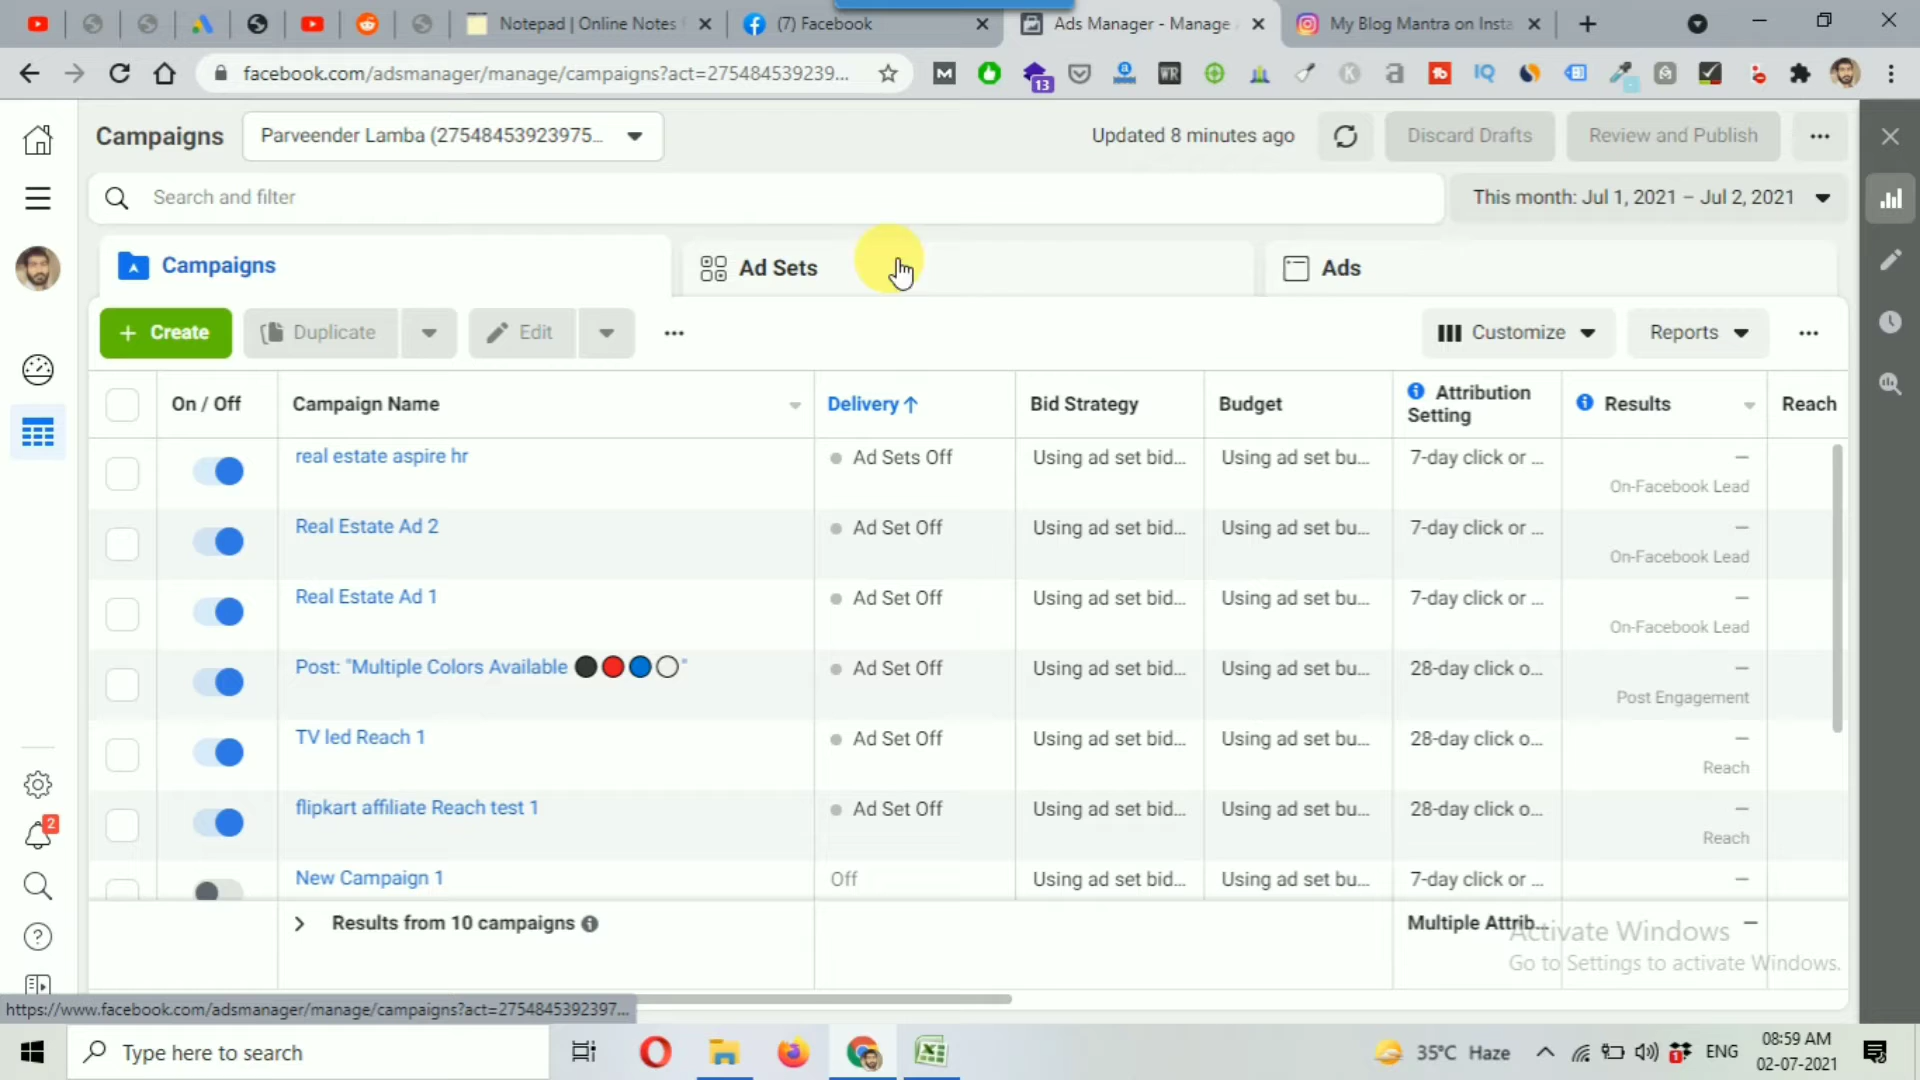 Notepad | Online Notes
(7) Facebook
Ads Manager - Manage
My Blog Mantra on Insta
facebook.com/adsmanager/manage/campaigns?act=275484539239...
13
Campaigns
Parveender Lamba (27548453923975...
Updated 8 minutes ago
Discard Drafts
Review and Publish
Search and filter
This month: Jul 1, 2021 – Jul 2, 2021
Campaigns
Ad Sets
Ads
+ Create
Duplicate
Edit
Customize
Reports
On / Off
Campaign Name
Delivery ↑
Bid Strategy
Budget
Attribution Setting
Results
Reach
real estate aspire hr
Ad Sets Off
Using ad set bid...
Using ad set bu...
7-day click or ...
—
On-Facebook Lead
Real Estate Ad 2
Ad Set Off
Using ad set bid...
Using ad set bu...
7-day click or ...
—
On-Facebook Lead
Real Estate Ad 1
Ad Set Off
Using ad set bid...
Using ad set bu...
7-day click or ...
—
On-Facebook Lead
Post: "Multiple Colors Available ⚫🔴🔵⚪"
Ad Set Off
Using ad set bid...
Using ad set bu...
28-day click o...
—
Post Engagement
TV led Reach 1
Ad Set Off
Using ad set bid...
Using ad set bu...
28-day click o...
—
Reach
flipkart affiliate Reach test 1
Ad Set Off
Using ad set bid...
Using ad set bu...
28-day click o...
—
Reach
New Campaign 1
Off
Using ad set bid...
Using ad set bu...
7-day click or ...
—
Results from 10 campaigns
Multiple Attrib...
—
Activate Windows
Go to Settings to activate Windows.
2
https://www.facebook.com/adsmanager/manage/campaigns?act=2754845392397...
Type here to search
35°C Haze
ENG
08:59 AM
02-07-2021